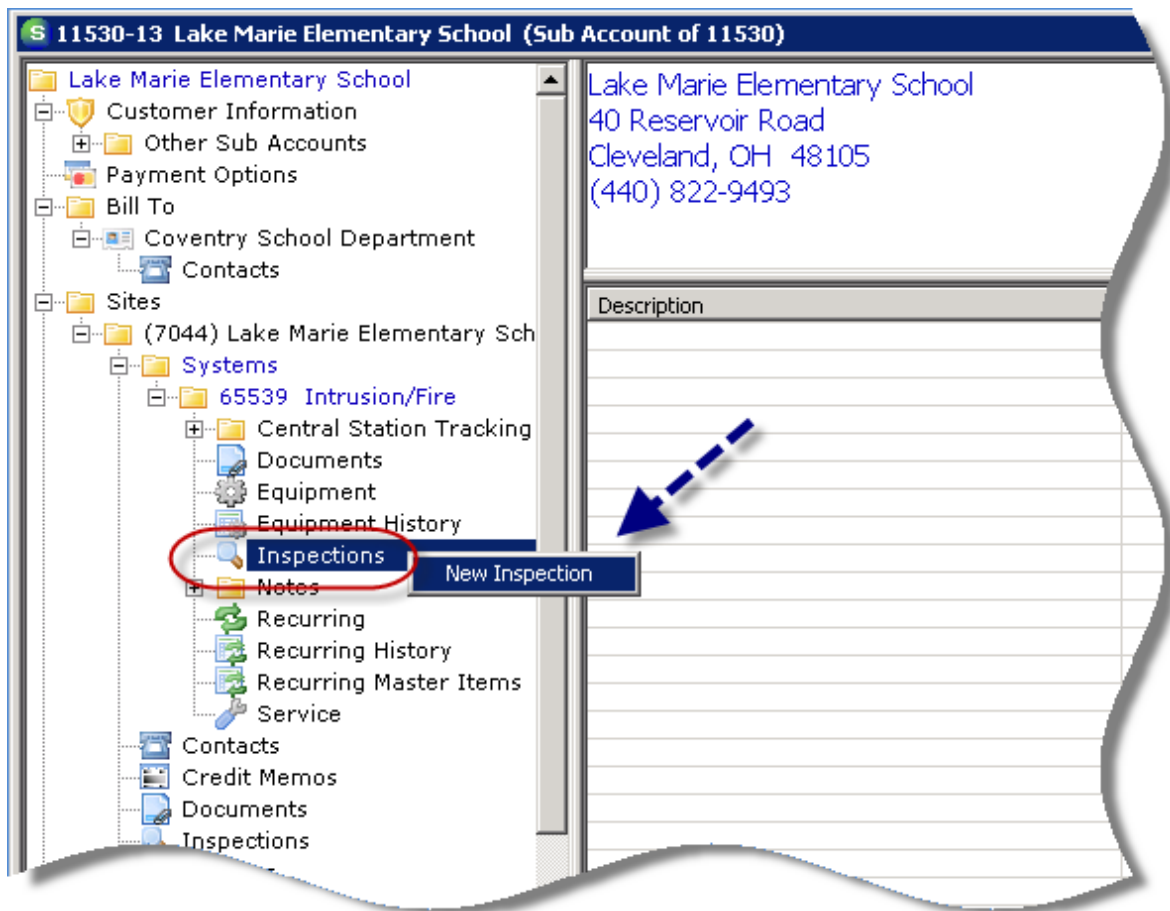 S 11530-13 Lake Marie Elementary School (Sub Account of 11530)
Lake Marie Elementary School
Customer Information
Other Sub Accounts
Payment Options
Bill To
Coventry School Department
Contacts
Sites
(7044) Lake Marie Elementary Sch
Systems
65539 Intrusion/Fire
Central Station Tracking
Documents
Equipment
Equipment History
Inspections
New Inspection
Notes
Recurring
Recurring History
Recurring Master Items
Service
Contacts
Credit Memos
Documents
Inspections
Lake Marie Elementary School
40 Reservoir Road
Cleveland, OH 48105
(440) 822-9493
Description